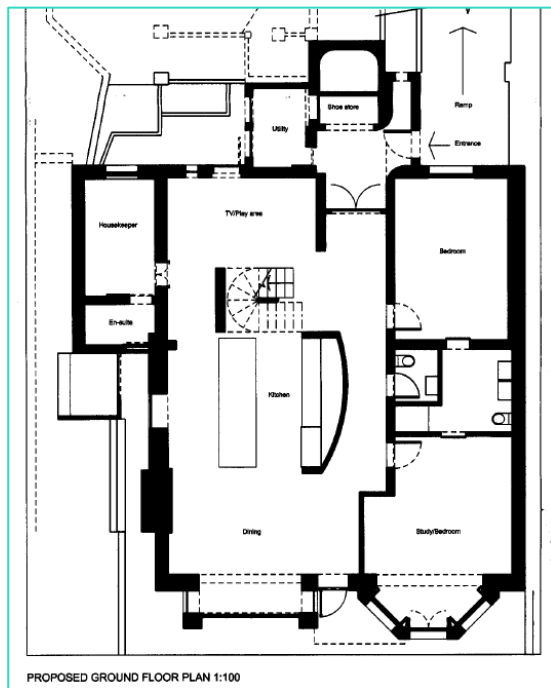 Shoe store
Ramp
Utility
Entrance
TV/Play area
Housekeeper
Bedroom
En-suite
Kitchen
Dining
Study/Bedroom
PROPOSED GROUND FLOOR PLAN 1:100